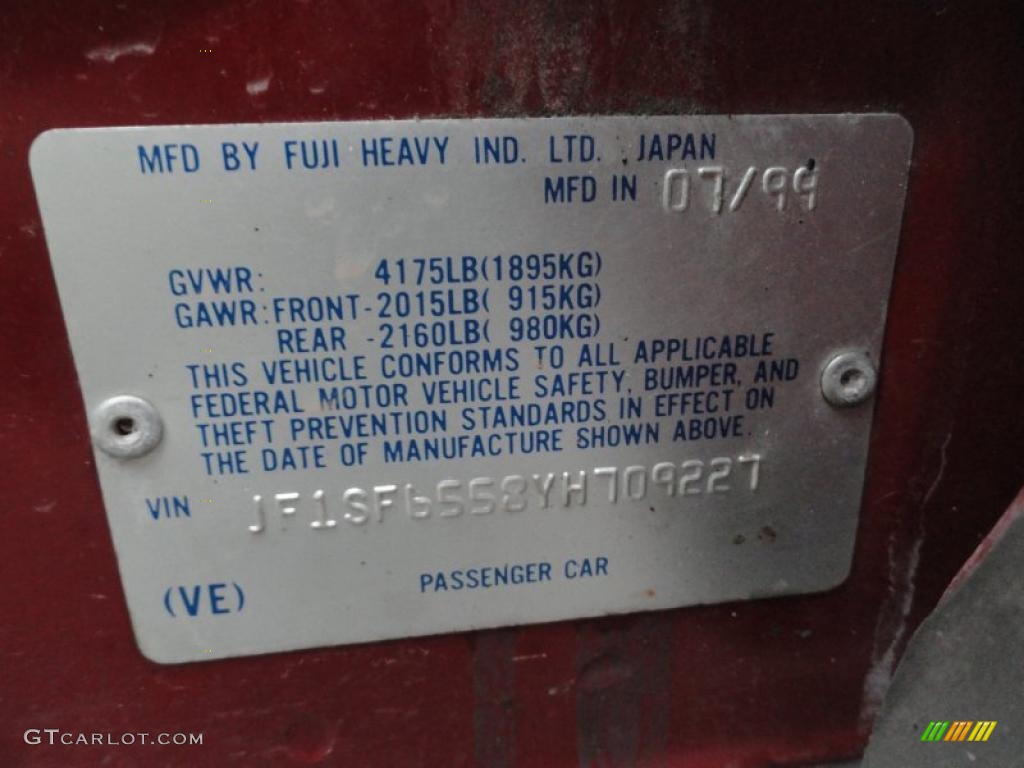 MFD BY FUJI HEAVY IND. LTD. JAPAN
MFD IN 07/99
GVWR: 4175LB(1895KG)
GAWR:FRONT-2015LB( 915KG)
REAR -2160LB( 980KG)
THIS VEHICLE CONFORMS TO ALL APPLICABLE
FEDERAL MOTOR VEHICLE SAFETY, BUMPER, AND
THEFT PREVENTION STANDARDS IN EFFECT ON
THE DATE OF MANUFACTURE SHOWN ABOVE.
VIN JF1SF6558YH709227
(VE) PASSENGER CAR
GTCARLOT.COM